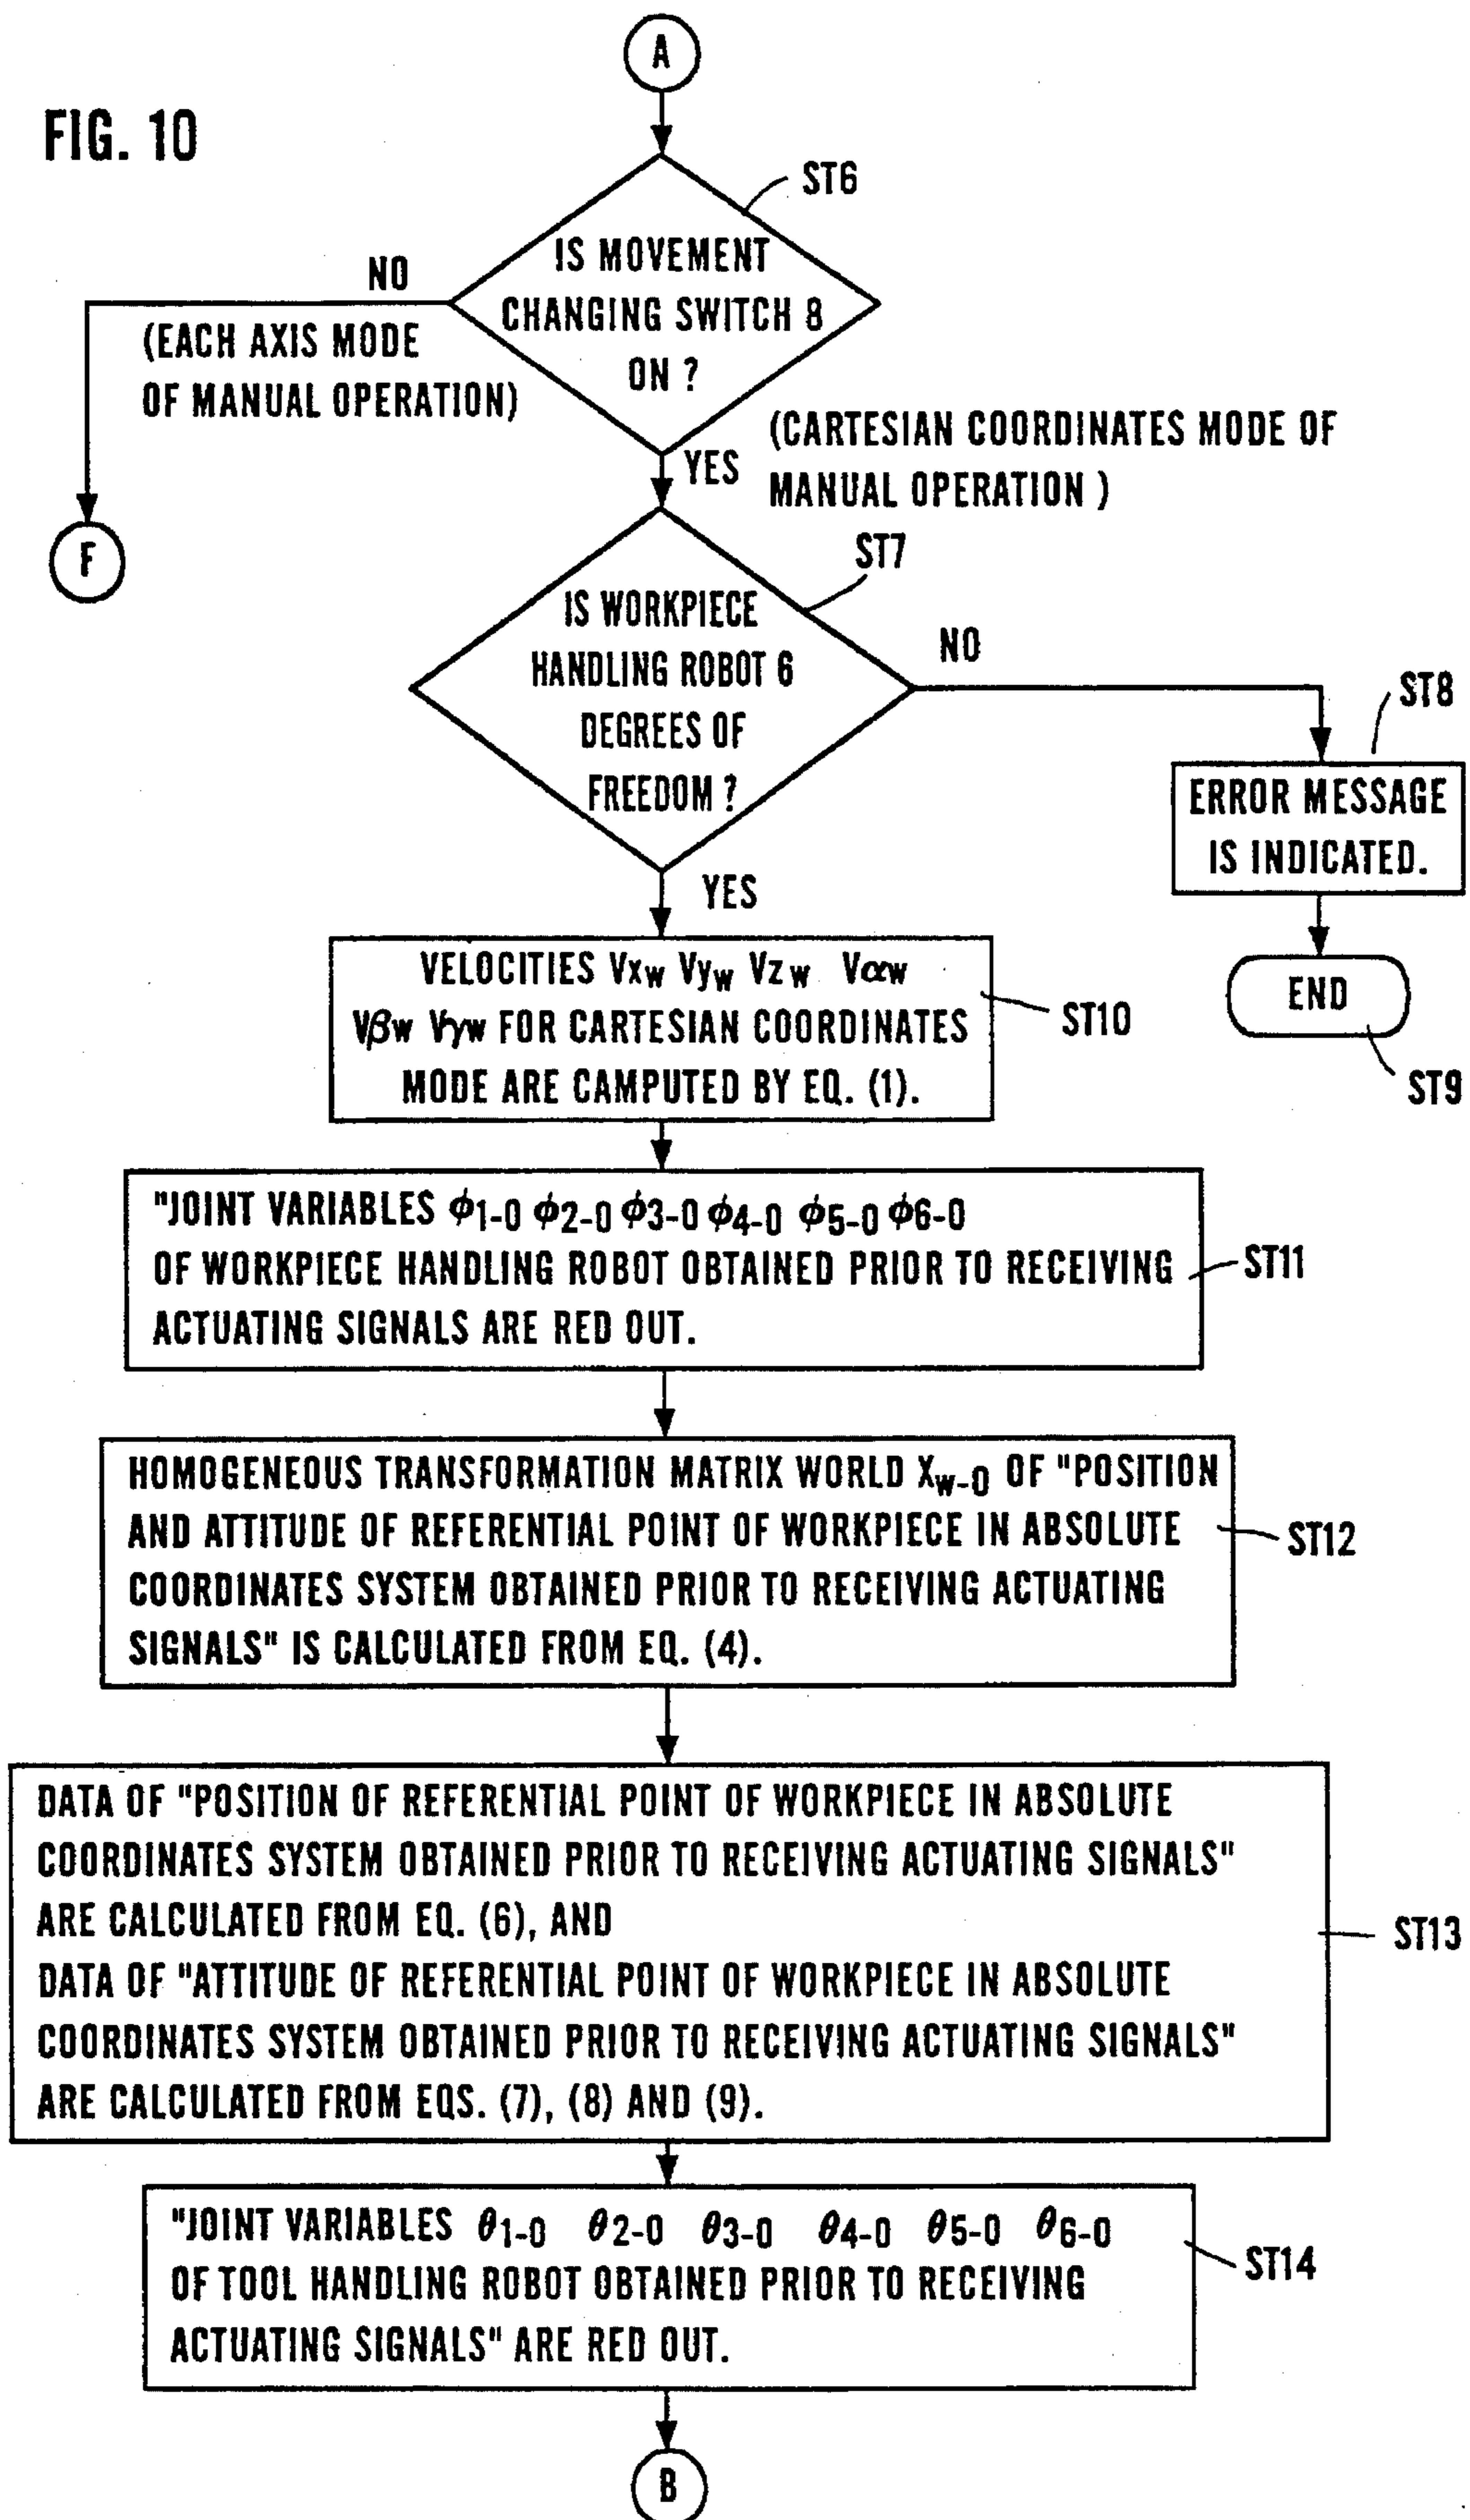 A
FIG. 10
ST6
IS MOVEMENT
CHANGING SWITCH 8
ON ?
NO
(EACH AXIS MODE
OF MANUAL OPERATION)
F
YES
(CARTESIAN COORDINATES MODE OF
MANUAL OPERATION )
ST7
IS WORKPIECE
HANDLING ROBOT 6
DEGREES OF
FREEDOM ?
NO
ST8
ERROR MESSAGE
IS INDICATED.
END
ST9
YES
VELOCITIES Vxw Vyw Vzw Vαw
Vβw Vγw FOR CARTESIAN COORDINATES
MODE ARE CAMPUTED BY EQ. (1).
ST10
"JOINT VARIABLES ϕ1-0 ϕ2-0 ϕ3-0 ϕ4-0 ϕ5-0 ϕ6-0
OF WORKPIECE HANDLING ROBOT OBTAINED PRIOR TO RECEIVING
ACTUATING SIGNALS ARE RED OUT.
ST11
HOMOGENEOUS TRANSFORMATION MATRIX WORLD Xw-0 OF "POSITION
AND ATTITUDE OF REFERENTIAL POINT OF WORKPIECE IN ABSOLUTE
COORDINATES SYSTEM OBTAINED PRIOR TO RECEIVING ACTUATING
SIGNALS" IS CALCULATED FROM EQ. (4).
ST12
DATA OF "POSITION OF REFERENTIAL POINT OF WORKPIECE IN ABSOLUTE
COORDINATES SYSTEM OBTAINED PRIOR TO RECEIVING ACTUATING SIGNALS"
ARE CALCULATED FROM EQ. (6), AND
DATA OF "ATTITUDE OF REFERENTIAL POINT OF WORKPIECE IN ABSOLUTE
COORDINATES SYSTEM OBTAINED PRIOR TO RECEIVING ACTUATING SIGNALS"
ARE CALCULATED FROM EQS. (7), (8) AND (9).
ST13
"JOINT VARIABLES θ1-0 θ2-0 θ3-0 θ4-0 θ5-0 θ6-0
OF TOOL HANDLING ROBOT OBTAINED PRIOR TO RECEIVING
ACTUATING SIGNALS" ARE RED OUT.
ST14
B